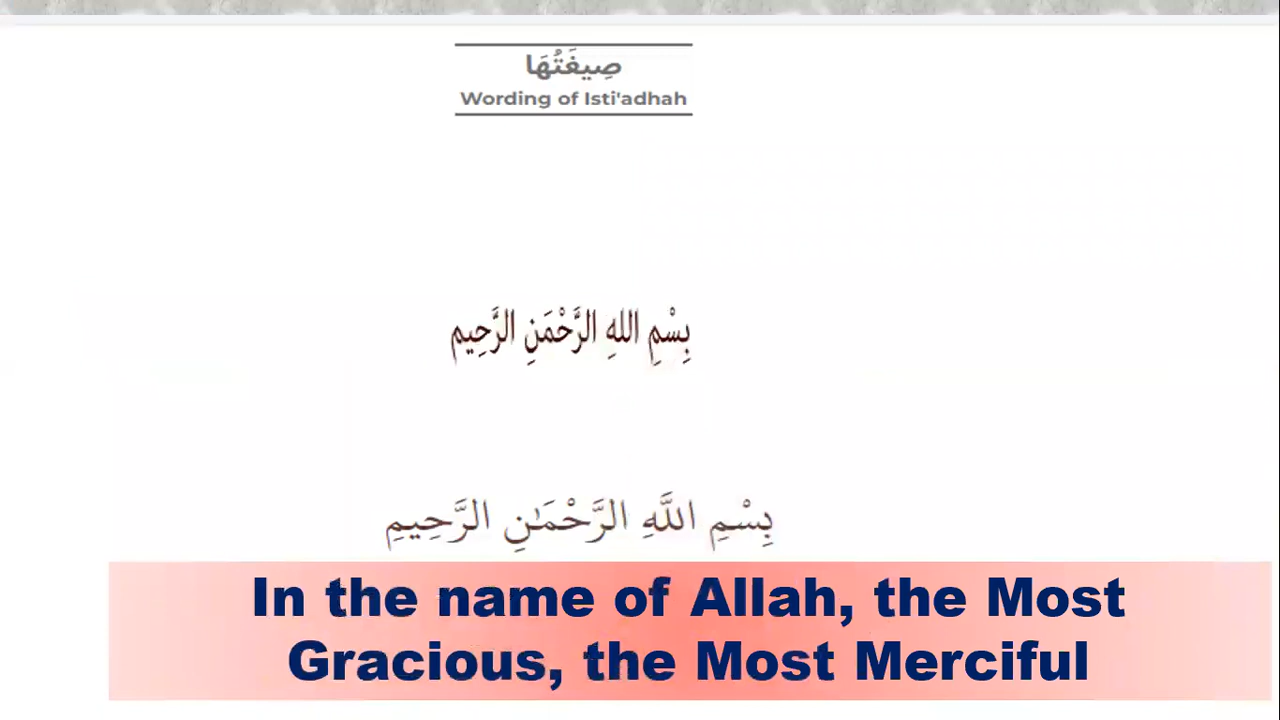 صِيغَتُهَا
Wording of Isti'adhah
بِسْمِ اللهِ الرَّحْمَنِ الرَّحِيم
بِسْمِ اللَّهِ الرَّحْمَٰنِ الرَّحِيمِ
In the name of Allah, the Most
Gracious, the Most Merciful